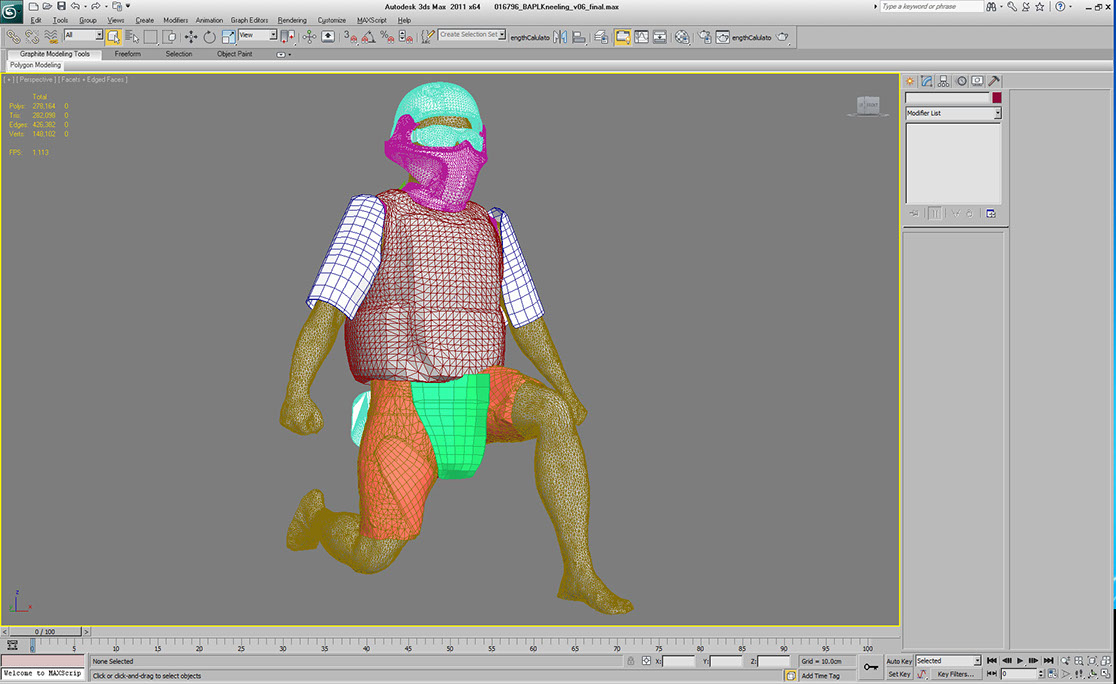 Autodesk 3ds Max 2011 x64 016796_BAPLKneeling_v06_final.max
Type a keyword or phrase
Edit Tools Group Views Create Modifiers Animation Graph Editors Rendering Customize MAXScript Help
All View Create Selection Set engthCalulato engthCalulato
Graphite Modeling Tools Freeform Selection Object Paint
Polygon Modeling
[ + ] [ Perspective ] [ Facets + Edged Faces ]
Total
Polys: 279,164 0
Tris: 282,098 0
Edges: 425,382 0
Verts: 148,102 0
FPS: 1.113
Modifier List
z
x
0 / 100
0 5 10 15 20 25 30 35 40 45 50 55 60 65 70 75 80 85 90 95 100
None Selected X: Y: Z: Grid = 10.0cm Auto Key Selected
Welcome to MAXScrip Click or click-and-drag to select objects Add Time Tag Set Key Key Filters... 0